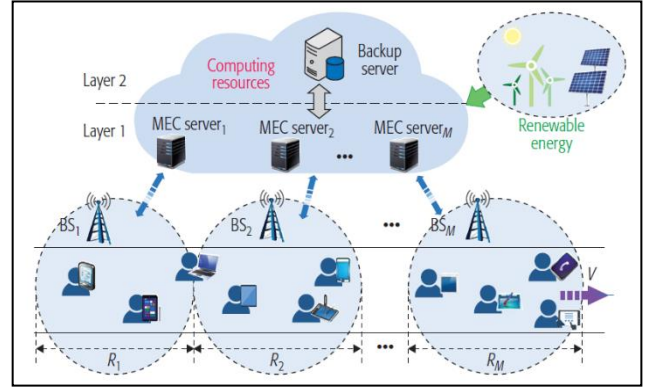 Backup
server
Computing
resources
Layer 2
Layer 1
MEC server₁
MEC server₂
MEC serverM
•••
Renewable
energy
BS₁
BS₂
•••
BSM
V
R₁
R₂
•••
RM